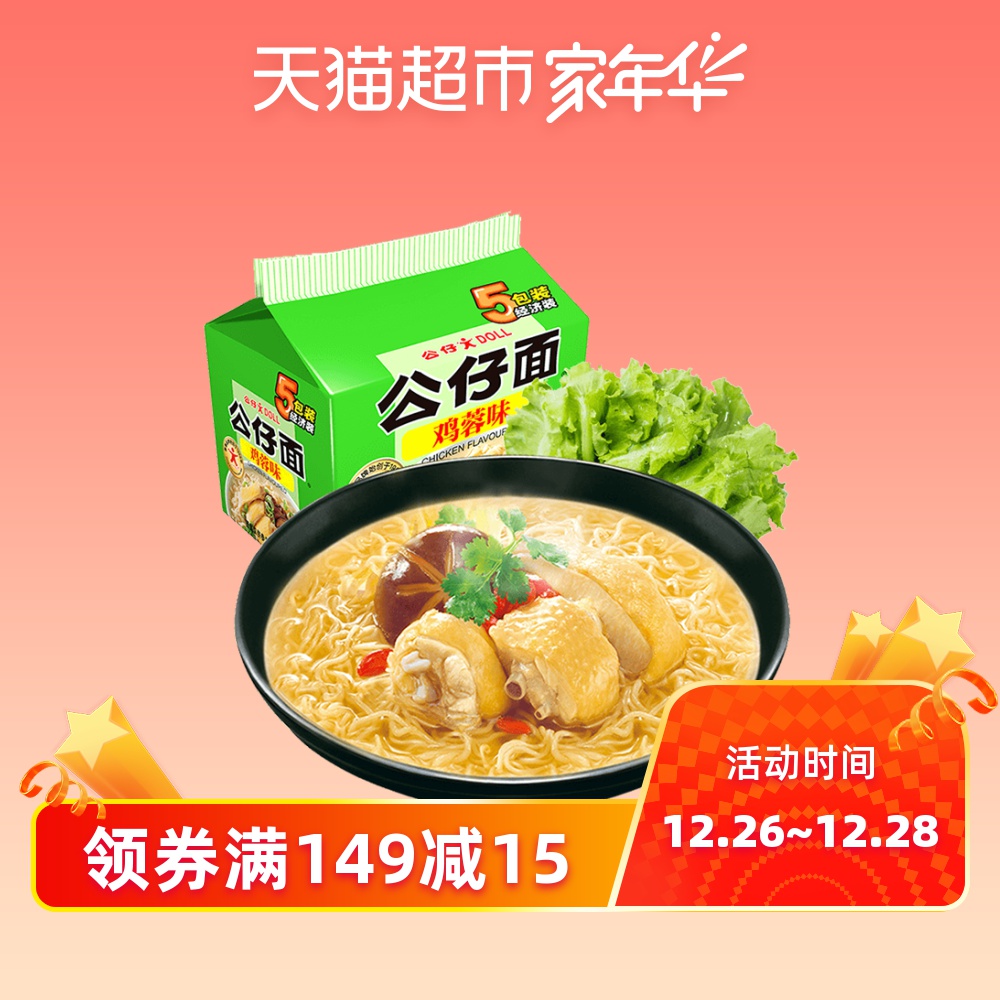 天猫超市家年华
5包装
经济装
公仔 DOLL
公仔面
鸡蓉味
CHICKEN FLAVOUR
5包装
经济装
公仔 DOLL
公仔面
鸡蓉味
领券满149减15
活动时间
12.26~12.28